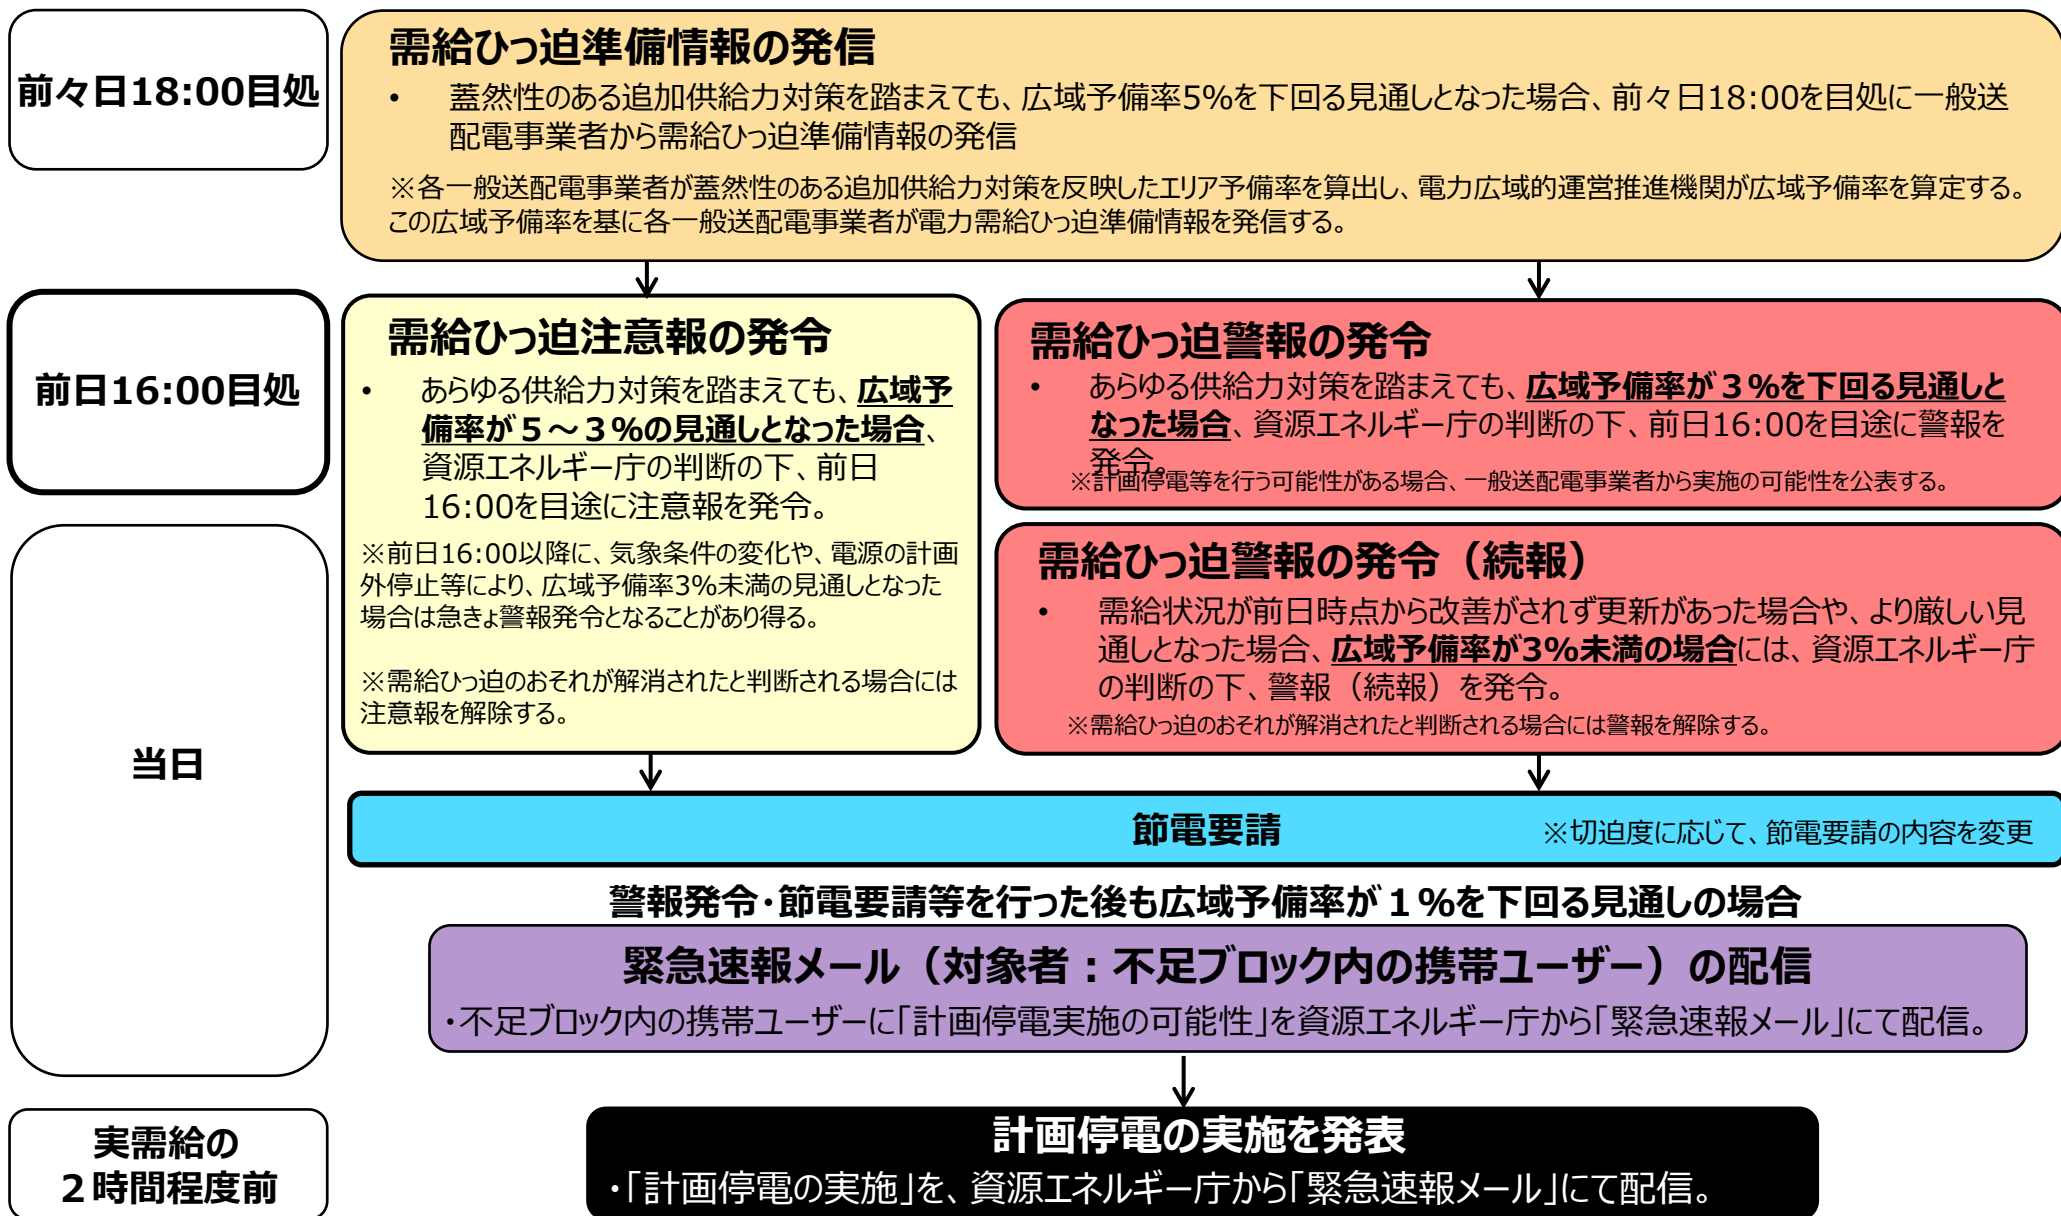 前々日18:00目処
需給ひっ迫準備情報の発信
• 蓋然性のある追加供給力対策を踏まえても、広域予備率5%を下回る見通しとなった場合、前々日18:00を目処に一般送
配電事業者から需給ひっ迫準備情報の発信
※各一般送配電事業者が蓋然性のある追加供給力対策を反映したエリア予備率を算出し、電力広域的運営推進機関が広域予備率を算定する。
この広域予備率を基に各一般送配電事業者が電力需給ひっ迫準備情報を発信する。
前日16:00目処
需給ひっ迫注意報の発令
• あらゆる供給力対策を踏まえても、広域予
備率が５～３%の見通しとなった場合、
資源エネルギー庁の判断の下、前日
16:00を目途に注意報を発令。
※前日16:00以降に、気象条件の変化や、電源の計画
外停止等により、広域予備率3%未満の見通しとなった
場合は急きょ警報発令となることがあり得る。
※需給ひっ迫のおそれが解消されたと判断される場合には
注意報を解除する。
需給ひっ迫警報の発令
• あらゆる供給力対策を踏まえても、広域予備率が３%を下回る見通しと
なった場合、資源エネルギー庁の判断の下、前日16:00を目途に警報を
発令。
※計画停電等を行う可能性がある場合、一般送配電事業者から実施の可能性を公表する。
当日
需給ひっ迫警報の発令（続報）
• 需給状況が前日時点から改善がされず更新があった場合や、より厳しい見
通しとなった場合、広域予備率が3%未満の場合には、資源エネルギー庁
の判断の下、警報（続報）を発令。
※需給ひっ迫のおそれが解消されたと判断される場合には警報を解除する。
節電要請 ※切迫度に応じて、節電要請の内容を変更
警報発令・節電要請等を行った後も広域予備率が１%を下回る見通しの場合
緊急速報メール（対象者：不足ブロック内の携帯ユーザー）の配信
・不足ブロック内の携帯ユーザーに「計画停電実施の可能性」を資源エネルギー庁から「緊急速報メール」にて配信。
実需給の
２時間程度前
計画停電の実施を発表
・「計画停電の実施」を、資源エネルギー庁から「緊急速報メール」にて配信。